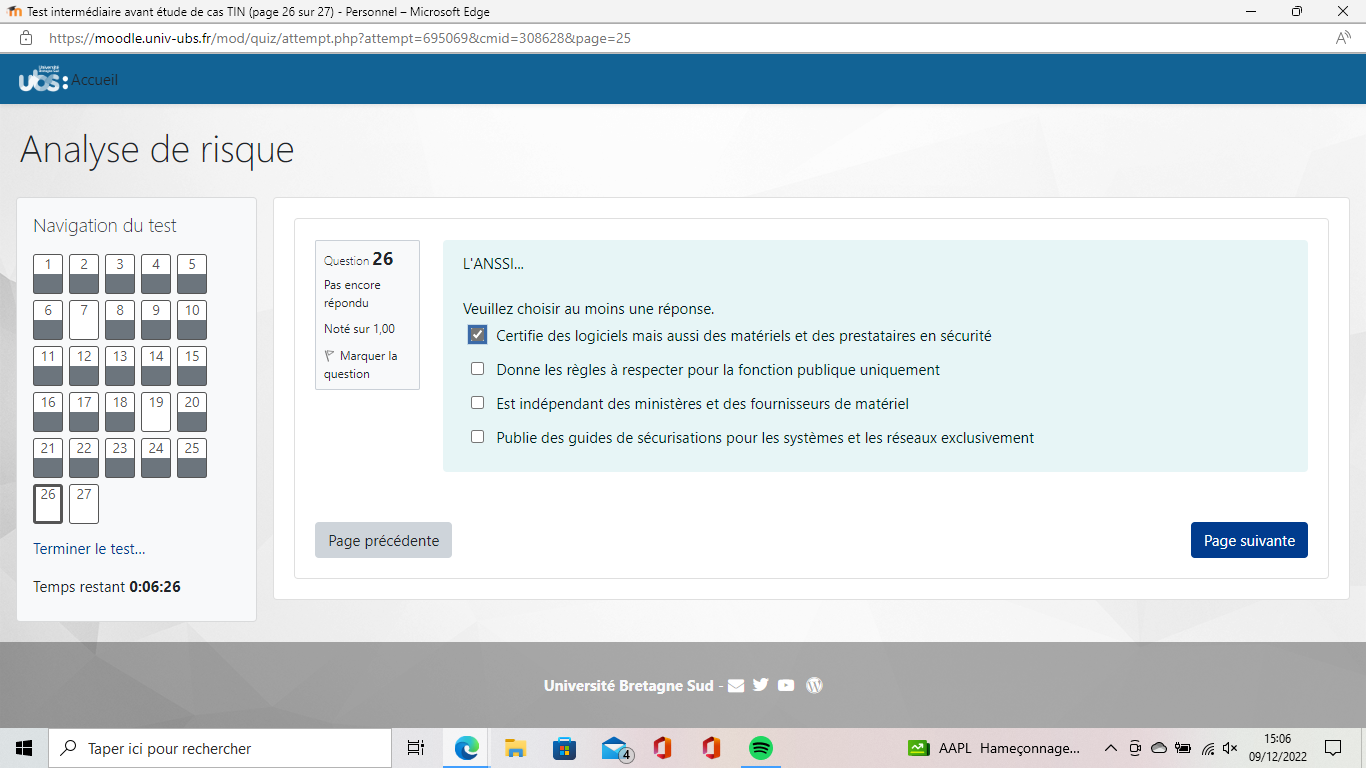 Test intermédiaire avant étude de cas TIN (page 26 sur 27) - Personnel – Microsoft Edge
https://moodle.univ-ubs.fr/mod/quiz/attempt.php?attempt=695069&cmid=308628&page=25
ubs: Accueil
Analyse de risque
Navigation du test
1 2 3 4 5
6 7 8 9 10
11 12 13 14 15
16 17 18 19 20
21 22 23 24 25
26 27
Terminer le test...
Temps restant 0:06:26
Question 26
Pas encore
répondu
Noté sur 1,00
Marquer la
question
L'ANSSI...
Veuillez choisir au moins une réponse.
Certifie des logiciels mais aussi des matériels et des prestataires en sécurité
Donne les règles à respecter pour la fonction publique uniquement
Est indépendant des ministères et des fournisseurs de matériel
Publie des guides de sécurisations pour les systèmes et les réseaux exclusivement
Page précédente
Page suivante
Université Bretagne Sud -
Taper ici pour rechercher
4
AAPL Hameçonnage...
15:06
09/12/2022